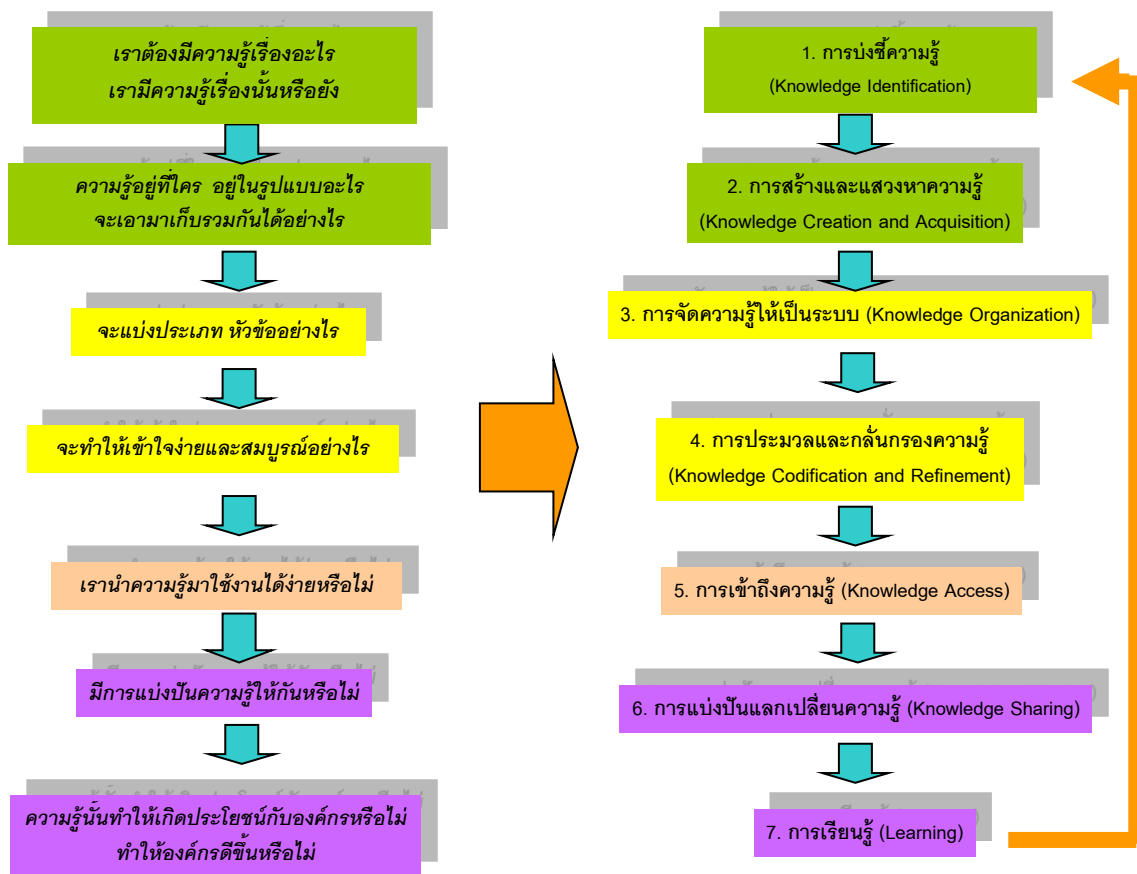 เราต้องมีความรู้เรื่องอะไร
เรามีความรู้เรื่องนั้นหรือยัง
ความรู้อยู่ที่ใคร อยู่ในรูปแบบอะไร
จะเอามาเก็บรวมกันได้อย่างไร
จะแบ่งประเภท หัวข้ออย่างไร
จะทำให้เข้าใจง่ายและสมบูรณ์อย่างไร
เรานำความรู้มาใช้งานได้ง่ายหรือไม่
มีการแบ่งปันความรู้ให้กันหรือไม่
ความรู้นั้นทำให้เกิดประโยชน์กับองค์กรหรือไม่
ทำให้องค์กรดีขึ้นหรือไม่
1. การบ่งชี้ความรู้
(Knowledge Identification)
2. การสร้างและแสวงหาความรู้
(Knowledge Creation and Acquisition)
3. การจัดความรู้ให้เป็นระบบ (Knowledge Organization)
4. การประมวลและกลั่นกรองความรู้
(Knowledge Codification and Refinement)
5. การเข้าถึงความรู้ (Knowledge Access)
6. การแบ่งปันแลกเปลี่ยนความรู้ (Knowledge Sharing)
7. การเรียนรู้ (Learning)